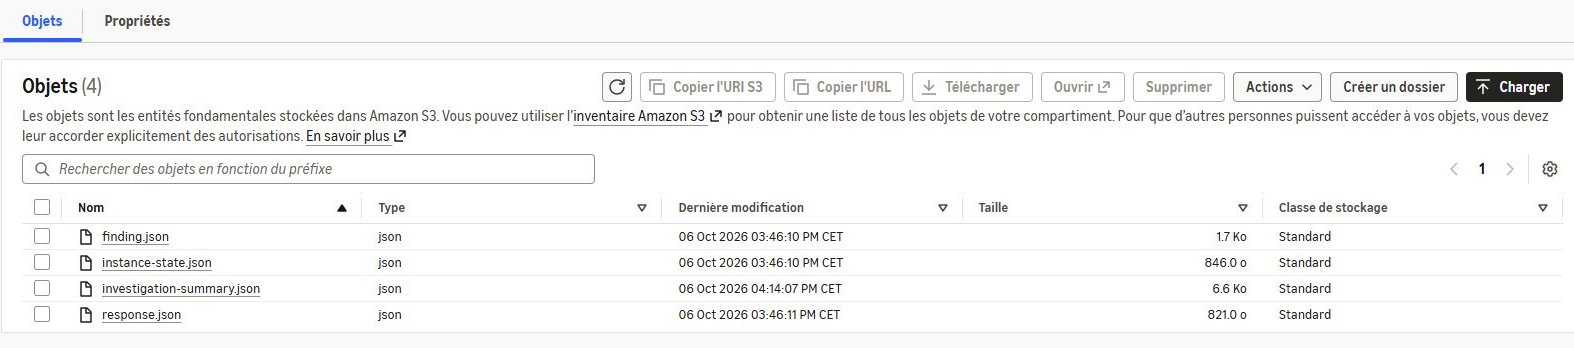 Objets Propriétés
Objets (4) Copier l'URI S3 Copier l'URL Télécharger Ouvrir Supprimer Actions Créer un dossier Charger
Les objets sont les entités fondamentales stockées dans Amazon S3. Vous pouvez utiliser l'inventaire Amazon S3 pour obtenir une liste de tous les objets de votre compartiment. Pour que d'autres personnes puissent accéder à vos objets, vous devez
leur accorder explicitement des autorisations. En savoir plus
Rechercher des objets en fonction du préfixe 1
Nom Type Dernière modification Taille Classe de stockage
finding.json json 06 Oct 2026 03:46:10 PM CET 1.7 Ko Standard
instance-state.json json 06 Oct 2026 03:46:10 PM CET 846.0 o Standard
investigation-summary.json json 06 Oct 2026 04:14:07 PM CET 6.6 Ko Standard
response.json json 06 Oct 2026 03:46:11 PM CET 821.0 o Standard